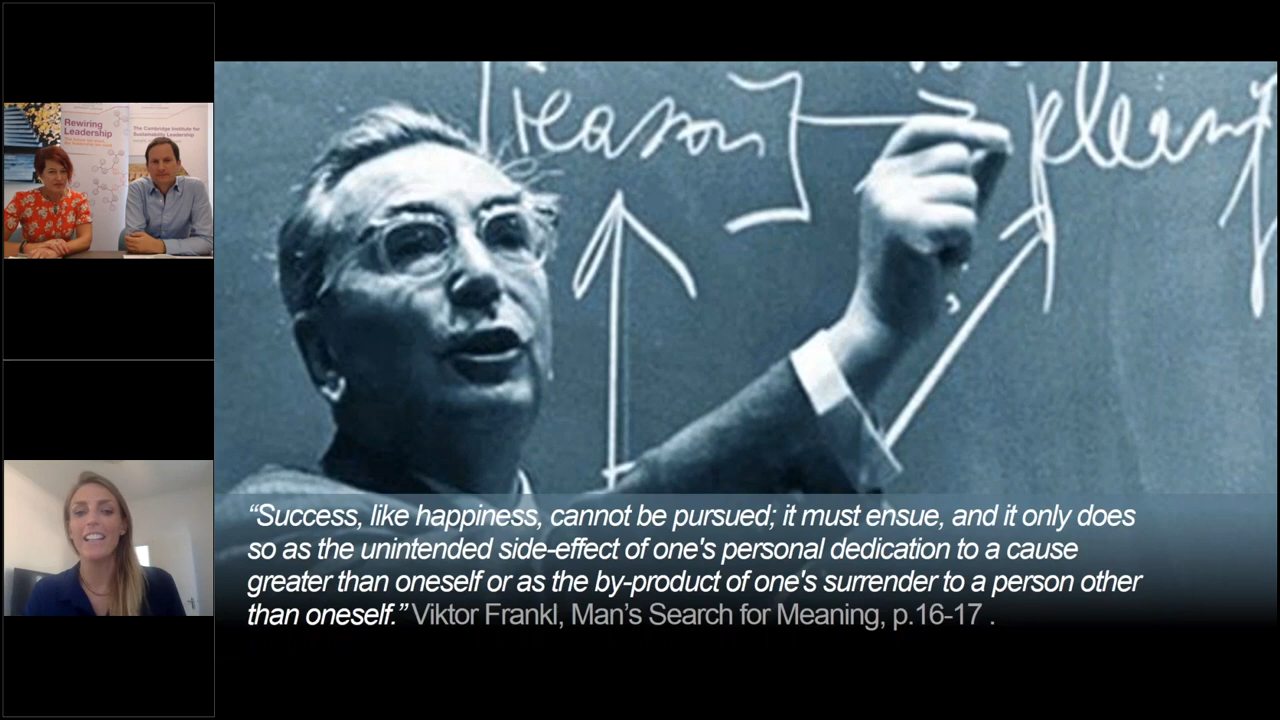 Rewiring
Leadership
The Cambridge Institute for
Sustainability Leadership
reason
“Success, like happiness, cannot be pursued; it must ensue, and it only does
so as the unintended side-effect of one's personal dedication to a cause
greater than oneself or as the by-product of one's surrender to a person other
than oneself.” Viktor Frankl, Man’s Search for Meaning, p.16-17 .